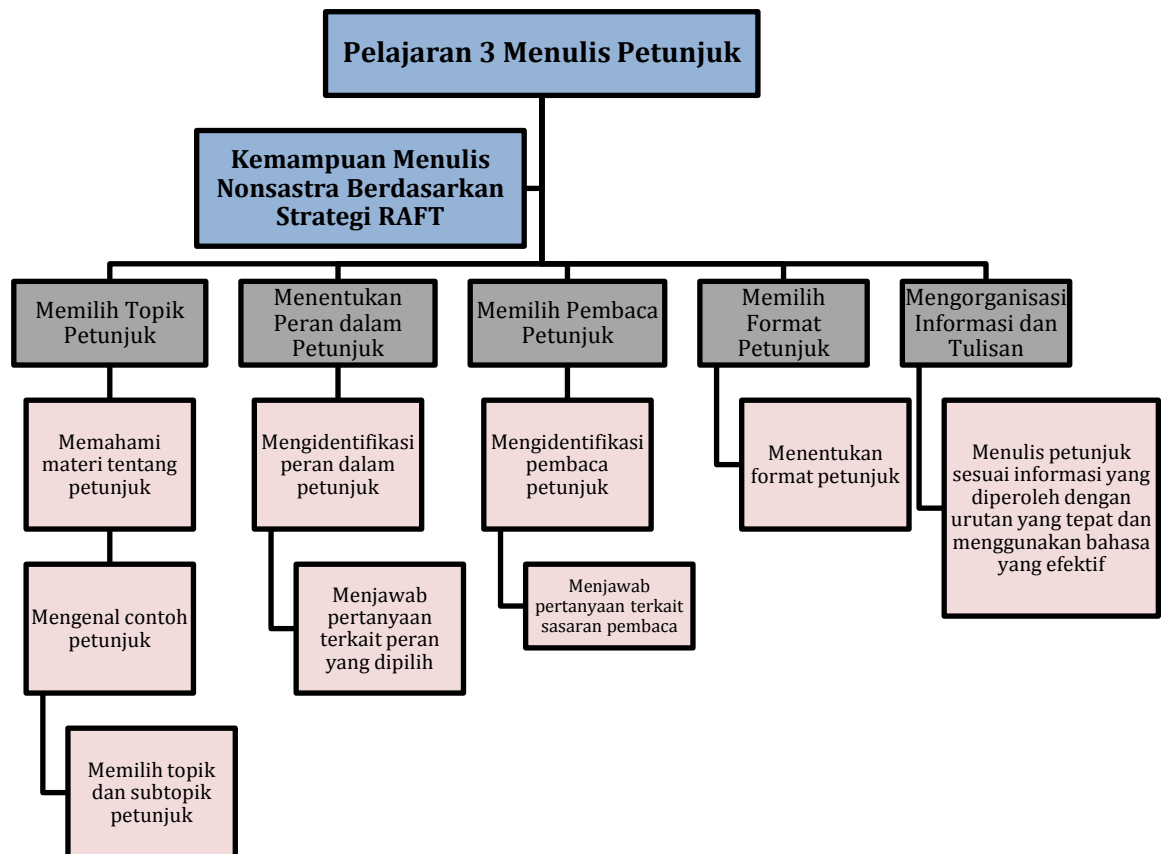 Pelajaran 3 Menulis Petunjuk
Kemampuan Menulis
Nonsastra Berdasarkan
Strategi RAFT
Memilih Topik
Petunjuk
Menentukan
Peran dalam
Petunjuk
Memilih Pembaca
Petunjuk
Memilih
Format
Petunjuk
Mengorganisasi
Informasi dan
Tulisan
Memahami
materi tentang
petunjuk
Mengidentifikasi
peran dalam
petunjuk
Mengidentifikasi
pembaca
petunjuk
Menentukan
format petunjuk
Menulis petunjuk
sesuai informasi yang
diperoleh dengan
urutan yang tepat dan
menggunakan bahasa
yang efektif
Mengenal contoh
petunjuk
Menjawab
pertanyaan
terkait peran
yang dipilih
Menjawab
pertanyaan terkait
sasaran pembaca
Memilih topik
dan subtopik
petunjuk